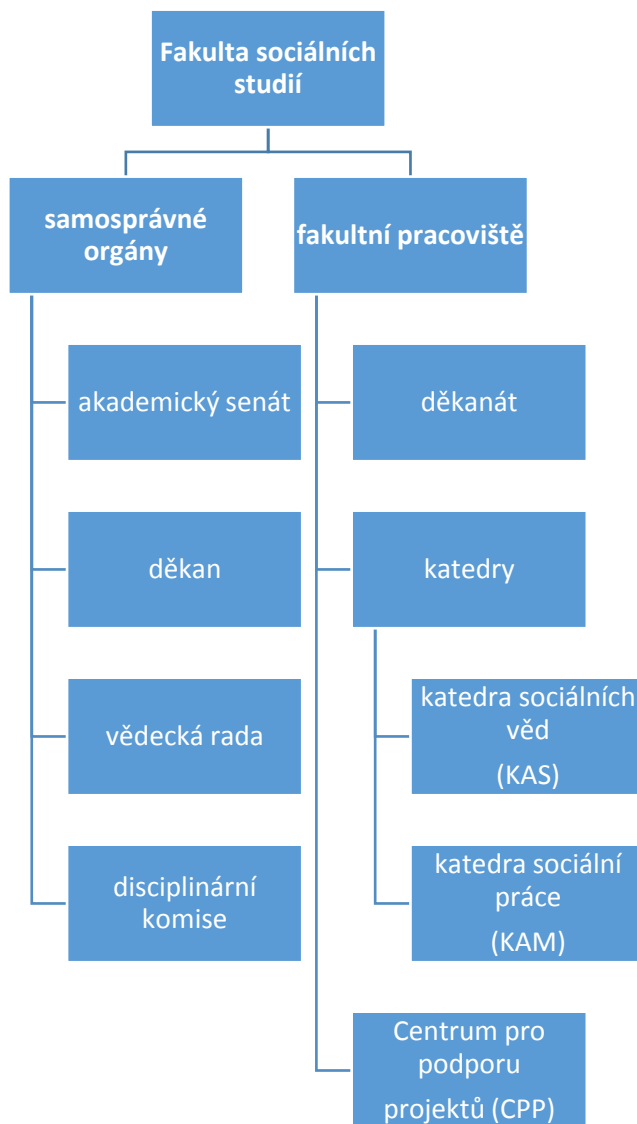 Fakulta sociálních
studií
samosprávné
orgány
fakultní pracoviště
akademický senát
děkanát
děkan
katedry
vědecká rada
katedra sociálních
věd
(KAS)
disciplinární
komise
katedra sociální
práce
(KAM)
Centrum pro
podporu
projektů (CPP)